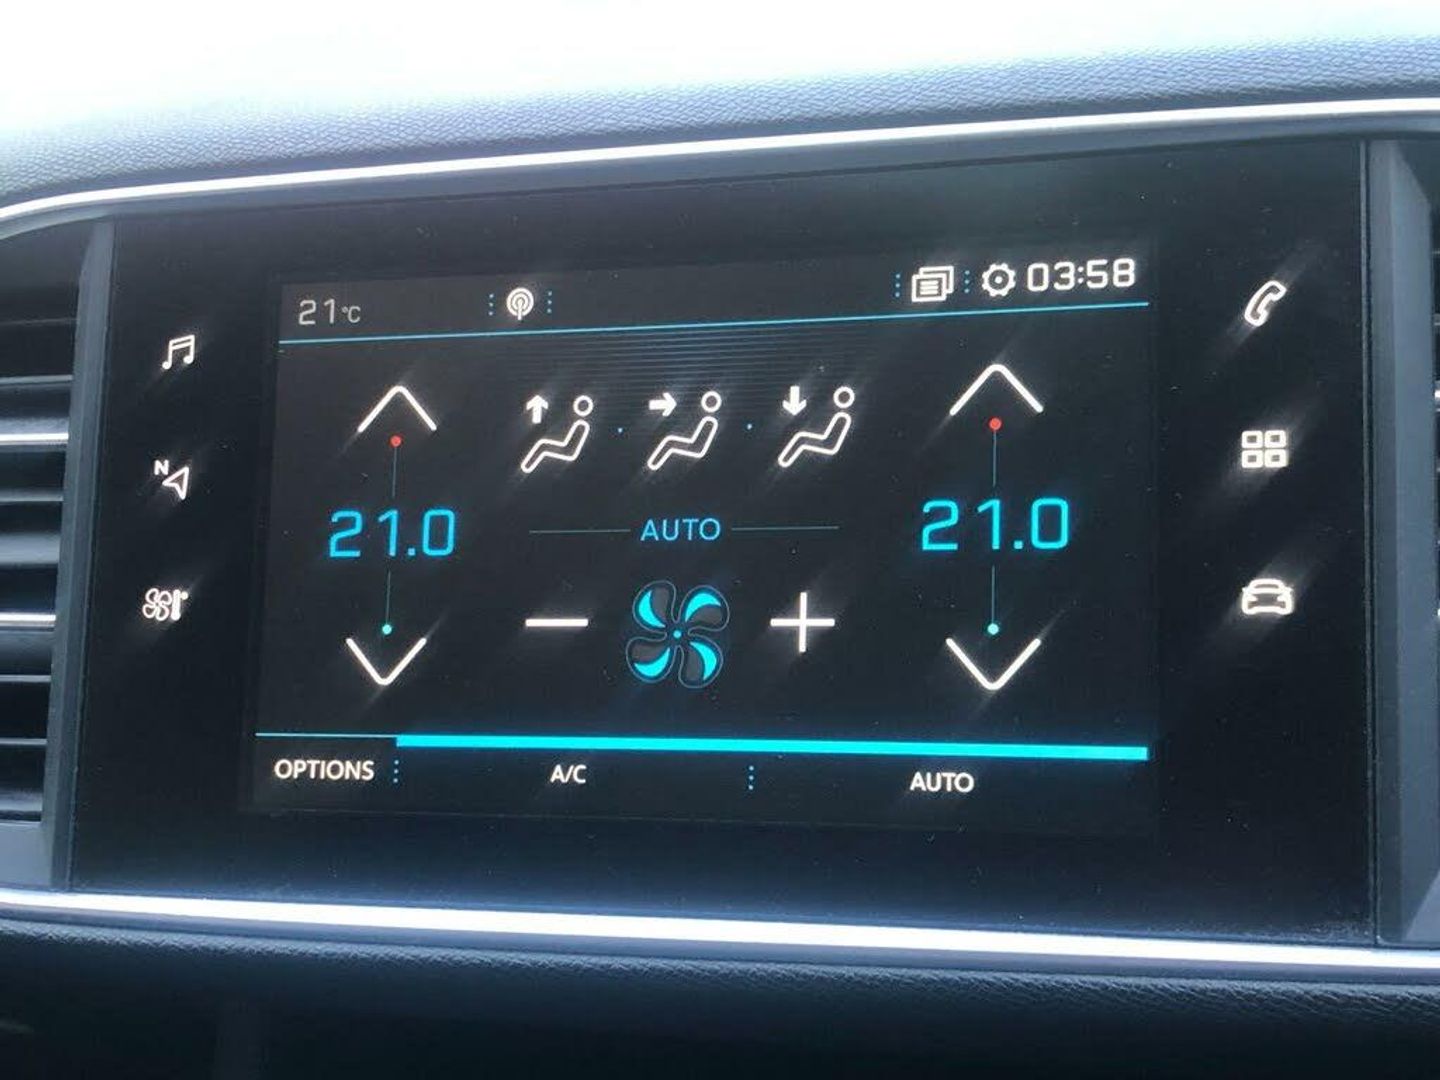 21°C 03:58
N
21.0 AUTO 21.0
OPTIONS A/C AUTO